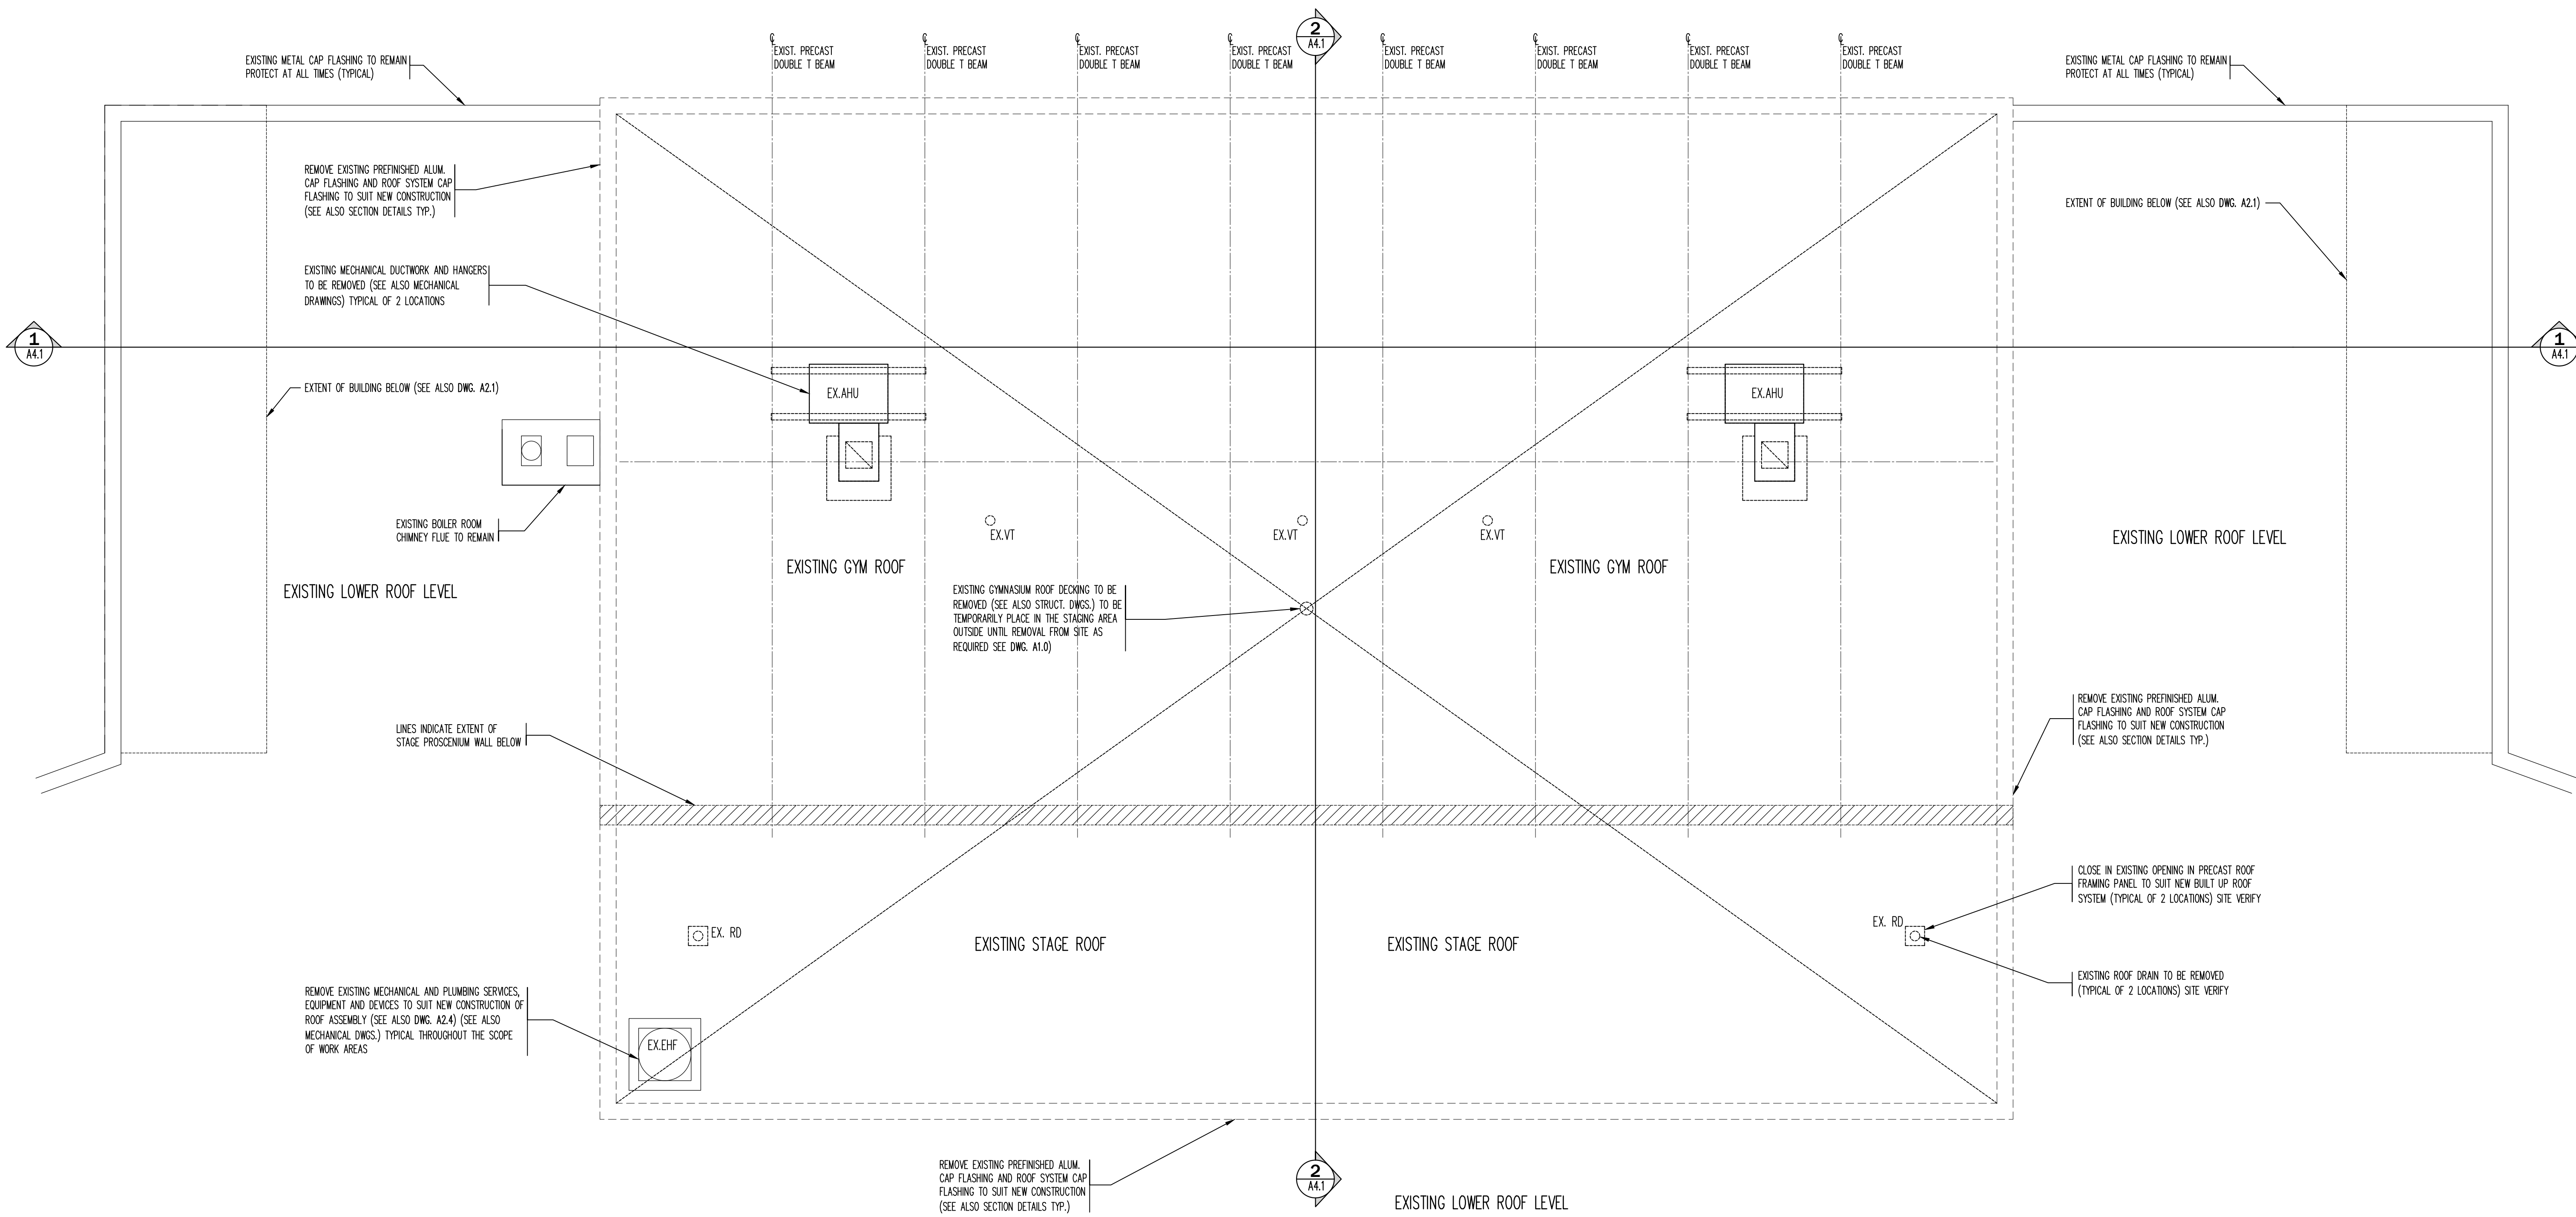 2
A4.1
℄
EXIST. PRECAST
DOUBLE T BEAM
℄
EXIST. PRECAST
DOUBLE T BEAM
℄
EXIST. PRECAST
DOUBLE T BEAM
℄
EXIST. PRECAST
DOUBLE T BEAM
℄
EXIST. PRECAST
DOUBLE T BEAM
℄
EXIST. PRECAST
DOUBLE T BEAM
℄
EXIST. PRECAST
DOUBLE T BEAM
℄
EXIST. PRECAST
DOUBLE T BEAM
EXISTING METAL CAP FLASHING TO REMAIN
PROTECT AT ALL TIMES (TYPICAL)
EXISTING METAL CAP FLASHING TO REMAIN
PROTECT AT ALL TIMES (TYPICAL)
REMOVE EXISTING PREFINISHED ALUM.
CAP FLASHING AND ROOF SYSTEM CAP
FLASHING TO SUIT NEW CONSTRUCTION
(SEE ALSO SECTION DETAILS TYP.)
EXTENT OF BUILDING BELOW (SEE ALSO DWG. A2.1)
EXISTING MECHANICAL DUCTWORK AND HANGERS
TO BE REMOVED (SEE ALSO MECHANICAL
DRAWINGS) TYPICAL OF 2 LOCATIONS
1
A4.1
1
A4.1
EXTENT OF BUILDING BELOW (SEE ALSO DWG. A2.1)
EX.AHU
EX.AHU
EXISTING BOILER ROOM
CHIMNEY FLUE TO REMAIN
EX.VT
EX.VT
EX.VT
EXISTING LOWER ROOF LEVEL
EXISTING GYM ROOF
EXISTING GYM ROOF
EXISTING LOWER ROOF LEVEL
EXISTING GYMNASIUM ROOF DECKING TO BE
REMOVED (SEE ALSO STRUCT. DWGS.) TO BE
TEMPORARILY PLACE IN THE STAGING AREA
OUTSIDE UNTIL REMOVAL FROM SITE AS
REQUIRED SEE DWG. A1.0)
LINES INDICATE EXTENT OF
STAGE PROSCENIUM WALL BELOW
REMOVE EXISTING PREFINISHED ALUM.
CAP FLASHING AND ROOF SYSTEM CAP
FLASHING TO SUIT NEW CONSTRUCTION
(SEE ALSO SECTION DETAILS TYP.)
CLOSE IN EXISTING OPENING IN PRECAST ROOF
FRAMING PANEL TO SUIT NEW BUILT UP ROOF
SYSTEM (TYPICAL OF 2 LOCATIONS) SITE VERIFY
EX. RD
EX. RD
EXISTING STAGE ROOF
EXISTING STAGE ROOF
EXISTING ROOF DRAIN TO BE REMOVED
(TYPICAL OF 2 LOCATIONS) SITE VERIFY
REMOVE EXISTING MECHANICAL AND PLUMBING SERVICES,
EQUIPMENT AND DEVICES TO SUIT NEW CONSTRUCTION OF
ROOF ASSEMBLY (SEE ALSO DWG. A2.4) (SEE ALSO
MECHANICAL DWGS.) TYPICAL THROUGHOUT THE SCOPE
OF WORK AREAS
EX.EHF
REMOVE EXISTING PREFINISHED ALUM.
CAP FLASHING AND ROOF SYSTEM CAP
FLASHING TO SUIT NEW CONSTRUCTION
(SEE ALSO SECTION DETAILS TYP.)
2
A4.1
EXISTING LOWER ROOF LEVEL